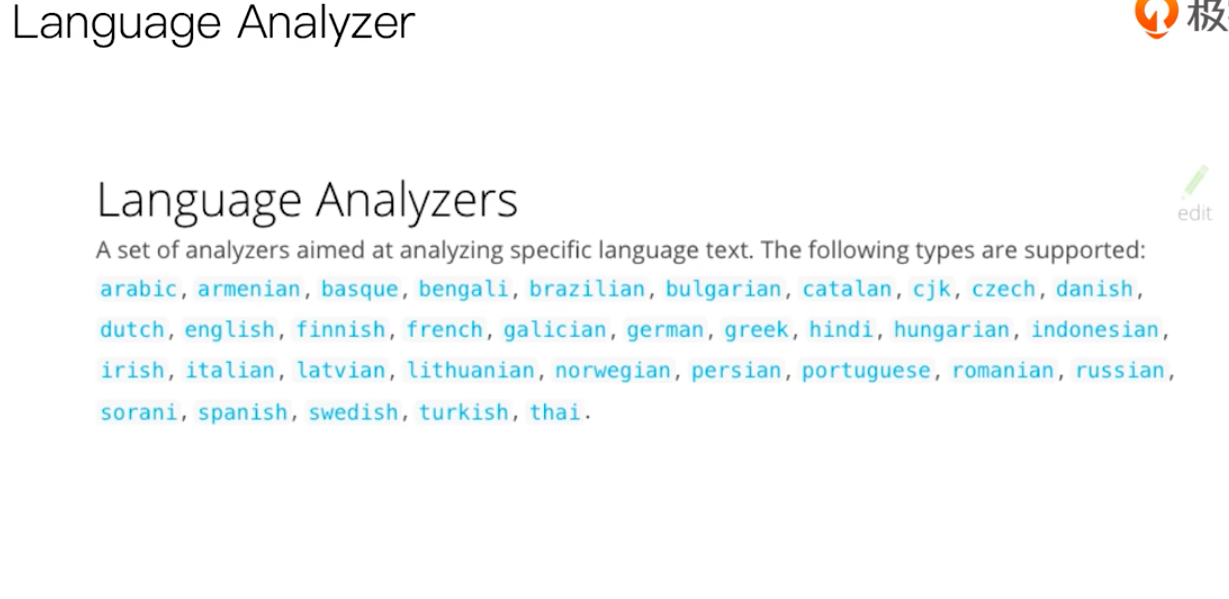 Language Analyzer
极
Language Analyzers
edit
A set of analyzers aimed at analyzing specific language text. The following types are supported:
arabic, armenian, basque, bengali, brazilian, bulgarian, catalan, cjk, czech, danish,
dutch, english, finnish, french, galician, german, greek, hindi, hungarian, indonesian,
irish, italian, latvian, lithuanian, norwegian, persian, portuguese, romanian, russian,
sorani, spanish, swedish, turkish, thai.